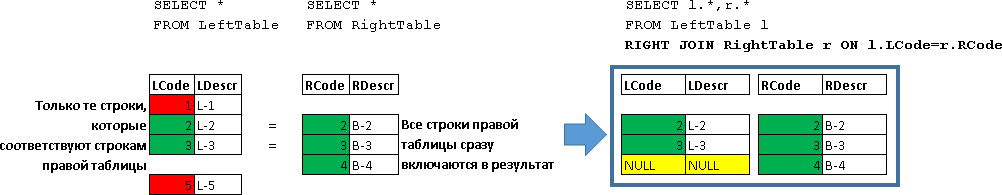 SELECT *
FROM LeftTable
SELECT *
FROM RightTable
SELECT l.*,r.*
FROM LeftTable l
RIGHT JOIN RightTable r ON l.LCode=r.RCode
LCode LDescr
1 L-1
2 L-2
3 L-3
5 L-5
Только те строки,
которые
соответствуют строкам
правой таблицы
=
=
RCode RDescr
2 B-2
3 B-3
4 B-4
Все строки правой
таблицы сразу
включаются в результат
LCode LDescr RCode RDescr
2 L-2 2 B-2
3 L-3 3 B-3
NULL NULL 4 B-4